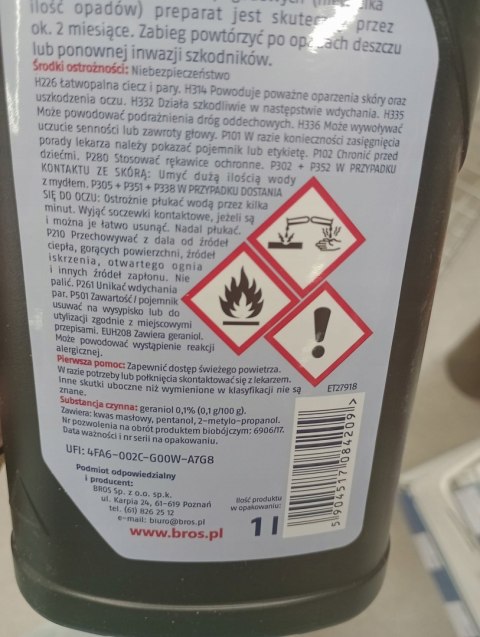 ilość opadów) preparat jest skuteczny przez
ok. 2 miesiące. Zabieg powtórzyć po opadach deszczu
lub ponownej inwazji szkodników.
Środki ostrożności: Niebezpieczeństwo
H226 Łatwopalna ciecz i pary. H314 Powoduje poważne oparzenia skóry oraz
uszkodzenia oczu. H332 Działa szkodliwie w następstwie wdychania. H335
Może powodować podrażnienia dróg oddechowych. H336 Może wywoływać
uczucie senności lub zawroty głowy. P101 W razie konieczności zasięgnięcia
porady lekarza należy pokazać pojemnik lub etykietę. P102 Chronić przed
dziećmi. P280 Stosować rękawice ochronne. P302 + P352 W PRZYPADKU
KONTAKTU ZE SKÓRĄ: Umyć dużą ilością wody
z mydłem. P305 + P351 + P338 W PRZYPADKU DOSTANIA
SIĘ DO OCZU: Ostrożnie płukać wodą przez kilka
minut. Wyjąć soczewki kontaktowe, jeżeli są
i można je łatwo usunąć. Nadal płukać.
P210 Przechowywać z dala od źródeł
ciepła, gorących powierzchni, źródeł
iskrzenia, otwartego ognia
i innych źródeł zapłonu. Nie
palić. P261 Unikać wdychania
par. P501 Zawartość / pojemnik
usuwać na wysypisko lub do
utylizacji zgodnie z miejscowymi
przepisami. EUH208 Zawiera geraniol.
Może powodować wystąpienie reakcji
alergicznej.
Pierwsza pomoc: Zapewnić dostęp świeżego powietrza.
W razie potrzeby lub połknięcia skontaktować się z lekarzem.
Inne skutki uboczne niż wymienione w klasyfikacji nie są
znane.
ET27918
Substancja czynna: geraniol 0,1% (0,1 g/100 g).
Zawiera: kwas masłowy, pentanol, 2-metylo-propanol.
Nr pozwolenia na obrót produktem biobójczym: 6906/17.
Data ważności i nr serii na opakowaniu.
UFI: 4FA6-002C-G00W-A7G8
Podmiot odpowiedzialny
i producent:
BROS Sp. z o.o. sp.k.
ul. Karpia 24, 61-619 Poznań
tel. (61) 826 25 12
e-mail: biuro@bros.pl
www.bros.pl
Ilość produktu
w opakowaniu:
1 l
5 904517 084209 >